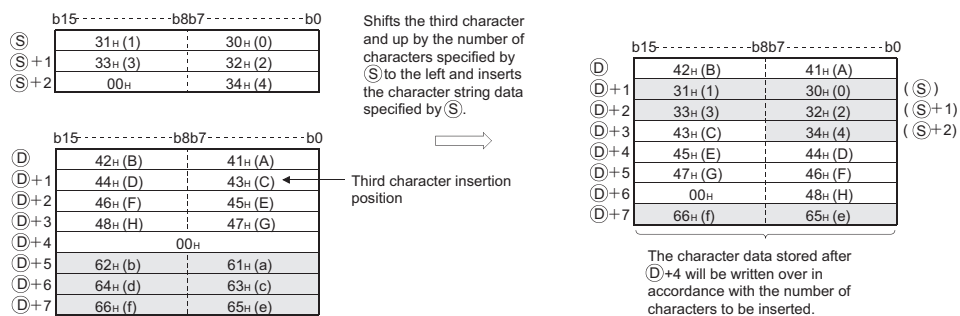 b15 b8b7 b0
Ⓢ 31H (1) 30H (0)
Ⓢ+1 33H (3) 32H (2)
Ⓢ+2 00H 34H (4)
Shifts the third character
and up by the number of
characters specified by
Ⓢ to the left and inserts
the character string data
specified by Ⓢ.
b15 b8b7 b0
Ⓓ 42H (B) 41H (A)
Ⓓ+1 44H (D) 43H (C)
Ⓓ+2 46H (F) 45H (E)
Ⓓ+3 48H (H) 47H (G)
Ⓓ+4 00H
Ⓓ+5 62H (b) 61H (a)
Ⓓ+6 64H (d) 63H (c)
Ⓓ+7 66H (f) 65H (e)
Third character insertion
position
b15 b8b7 b0
Ⓓ 42H (B) 41H (A)
Ⓓ+1 31H (1) 30H (0) (Ⓢ)
Ⓓ+2 33H (3) 32H (2) (Ⓢ+1)
Ⓓ+3 43H (C) 34H (4) (Ⓢ+2)
Ⓓ+4 45H (E) 44H (D)
Ⓓ+5 47H (G) 46H (F)
Ⓓ+6 00H 48H (H)
Ⓓ+7 66H (f) 65H (e)
The character data stored after
Ⓓ+4 will be written over in
accordance with the number of
characters to be inserted.